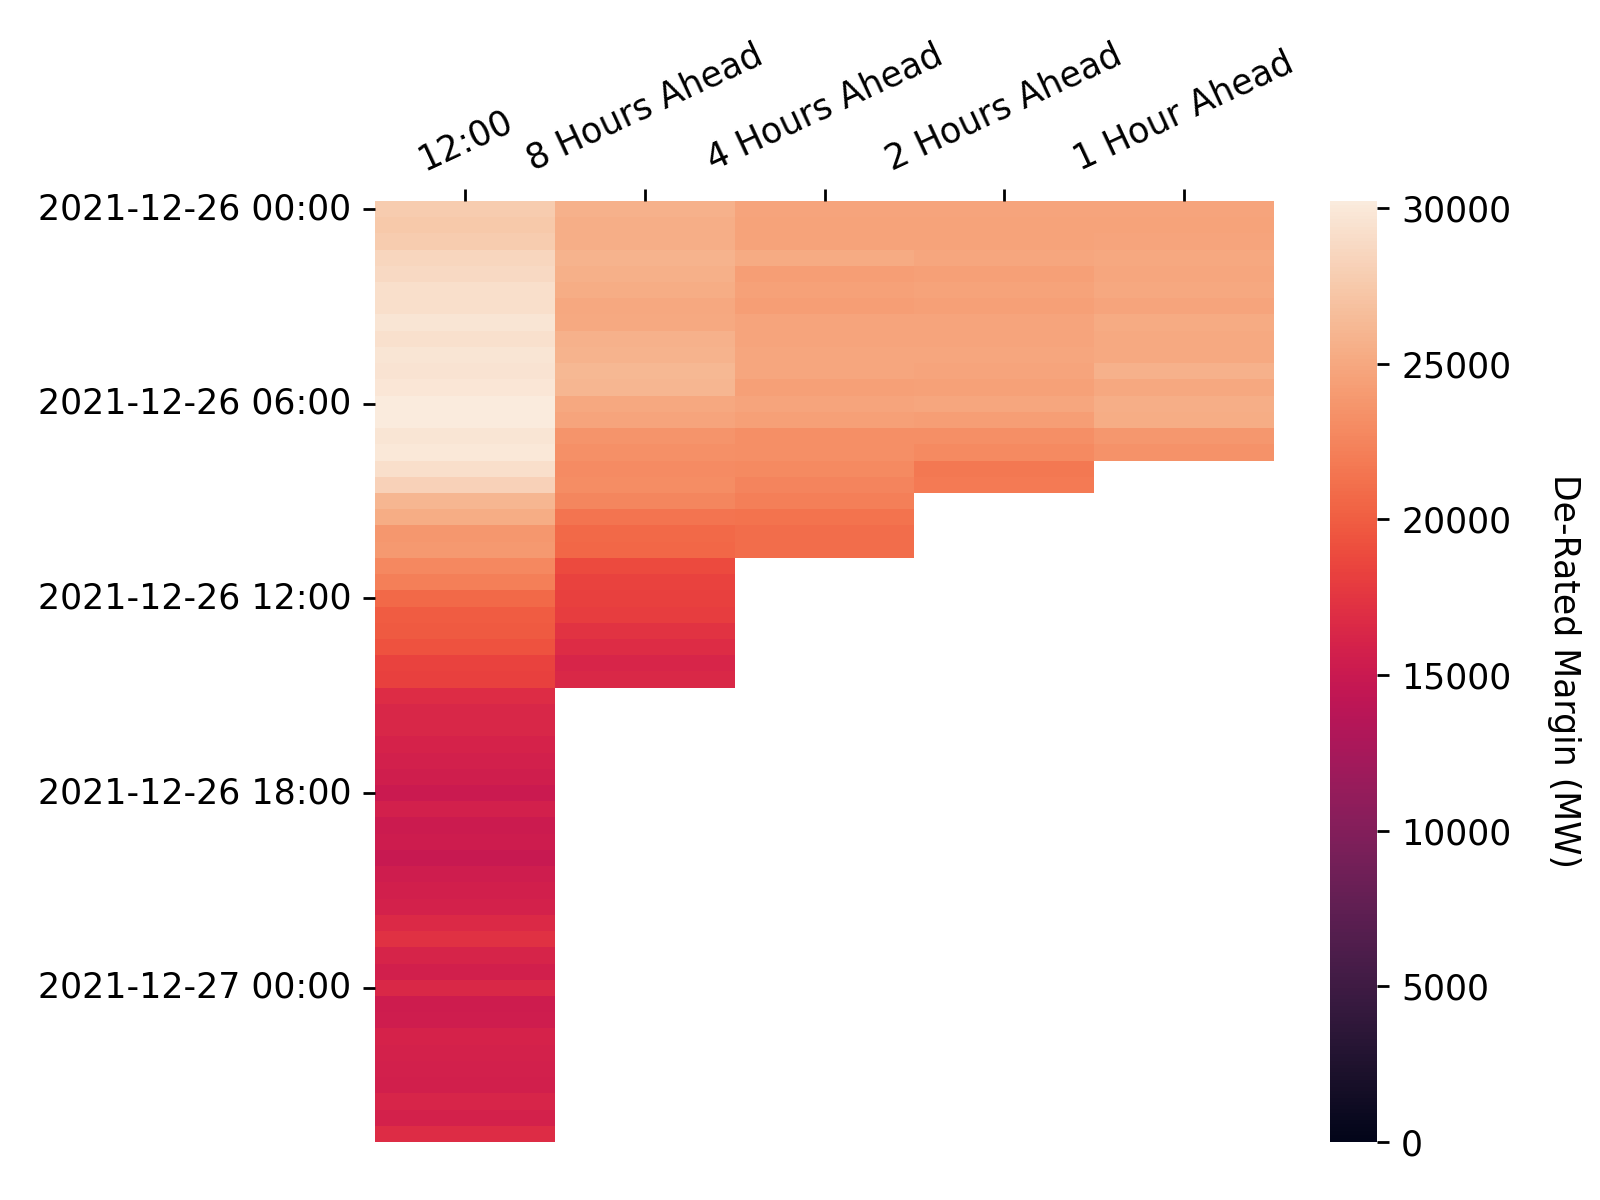 12:00
8 Hours Ahead
4 Hours Ahead
2 Hours Ahead
1 Hour Ahead
2021-12-26 00:00
2021-12-26 06:00
2021-12-26 12:00
2021-12-26 18:00
2021-12-27 00:00
30000
25000
20000
15000
10000
5000
0
De-Rated Margin (MW)